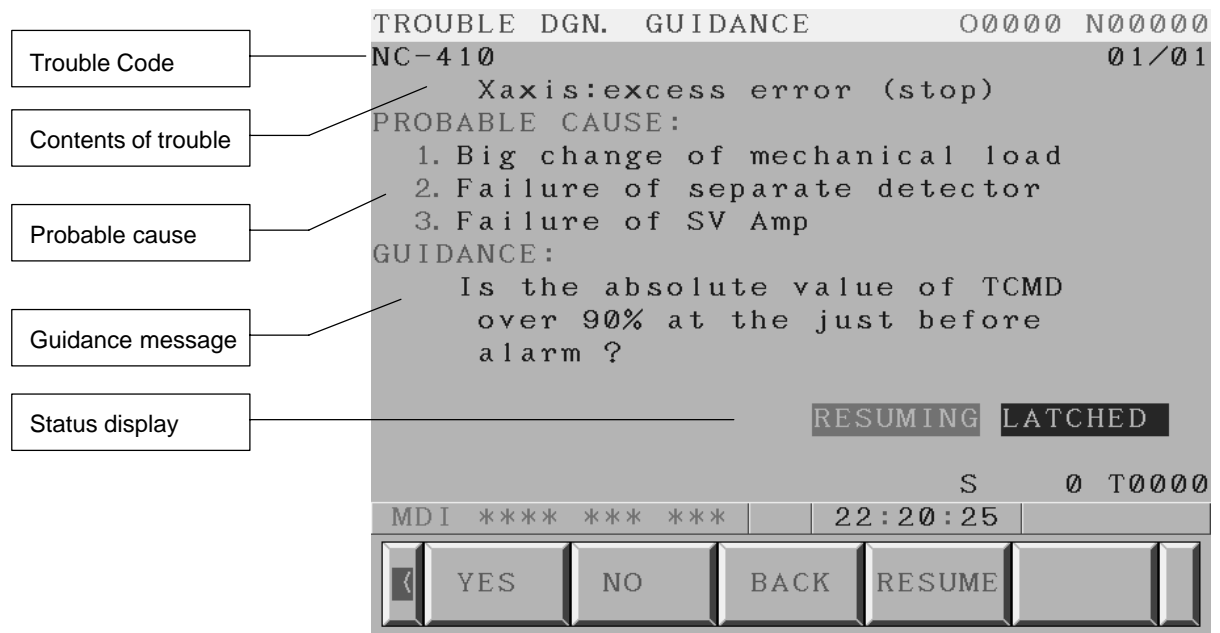 TROUBLE DGN. GUIDANCE O0000 N00000
Trouble Code
NC-410 01/01
Xaxis:excess error (stop)
Contents of trouble
PROBABLE CAUSE:
1. Big change of mechanical load
2. Failure of separate detector
Probable cause
3. Failure of SV Amp
GUIDANCE:
Is the absolute value of TCMD
over 90% at the just before
Guidance message
alarm ?
Status display
RESUMING LATCHED
S 0 T0000
MDI **** *** *** 22:20:25
< YES NO BACK RESUME